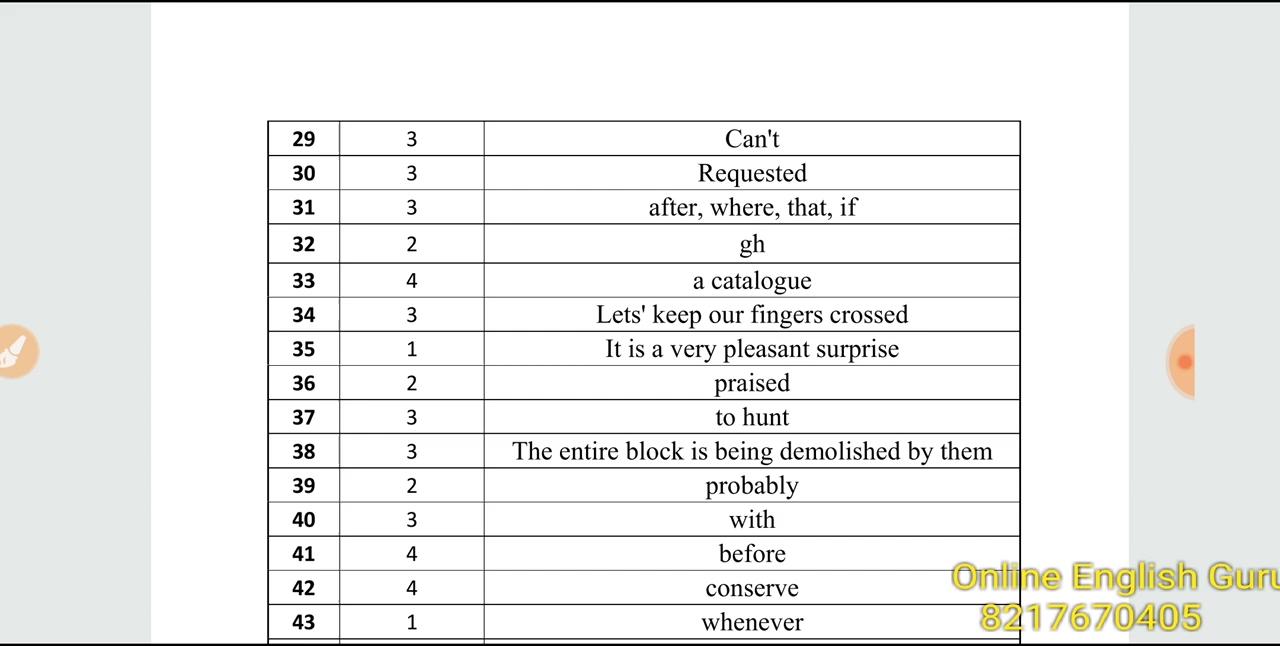 29 3 Can't
30 3 Requested
31 3 after, where, that, if
32 2 gh
33 4 a catalogue
34 3 Lets' keep our fingers crossed
35 1 It is a very pleasant surprise
36 2 praised
37 3 to hunt
38 3 The entire block is being demolished by them
39 2 probably
40 3 with
41 4 before
42 4 conserve
43 1 whenever
Online English Guru
8217670405